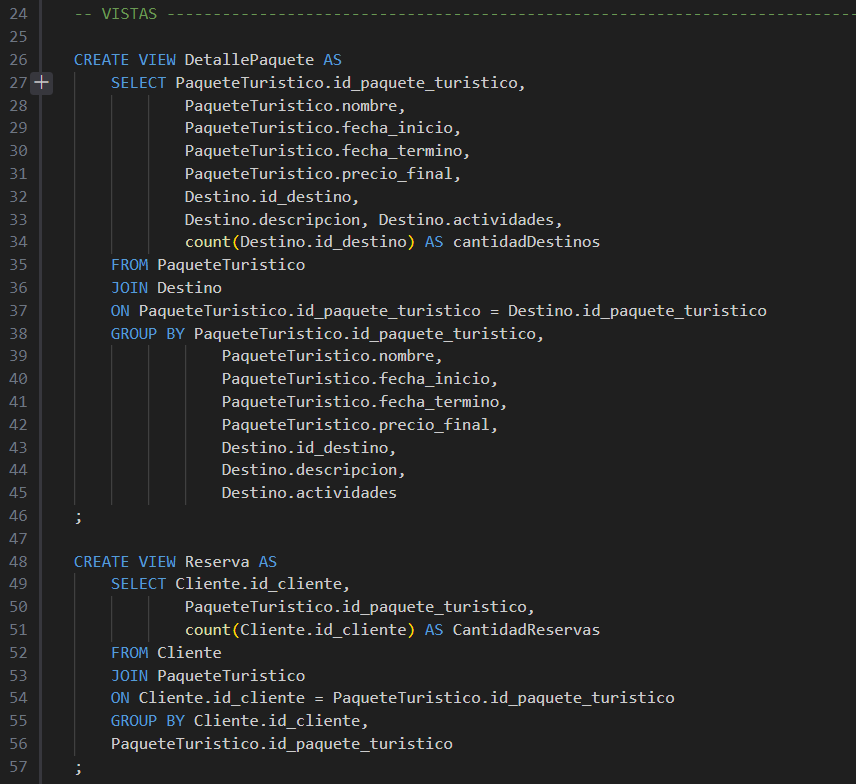 24 -- VISTAS --------------------------------------------------------------------------
25
26 CREATE VIEW DetallePaquete AS
27 SELECT PaqueteTuristico.id_paquete_turistico,
28 PaqueteTuristico.nombre,
29 PaqueteTuristico.fecha_inicio,
30 PaqueteTuristico.fecha_termino,
31 PaqueteTuristico.precio_final,
32 Destino.id_destino,
33 Destino.descripcion, Destino.actividades,
34 count(Destino.id_destino) AS cantidadDestinos
35 FROM PaqueteTuristico
36 JOIN Destino
37 ON PaqueteTuristico.id_paquete_turistico = Destino.id_paquete_turistico
38 GROUP BY PaqueteTuristico.id_paquete_turistico,
39 PaqueteTuristico.nombre,
40 PaqueteTuristico.fecha_inicio,
41 PaqueteTuristico.fecha_termino,
42 PaqueteTuristico.precio_final,
43 Destino.id_destino,
44 Destino.descripcion,
45 Destino.actividades
46 ;
47
48 CREATE VIEW Reserva AS
49 SELECT Cliente.id_cliente,
50 PaqueteTuristico.id_paquete_turistico,
51 count(Cliente.id_cliente) AS CantidadReservas
52 FROM Cliente
53 JOIN PaqueteTuristico
54 ON Cliente.id_cliente = PaqueteTuristico.id_paquete_turistico
55 GROUP BY Cliente.id_cliente,
56 PaqueteTuristico.id_paquete_turistico
57 ;